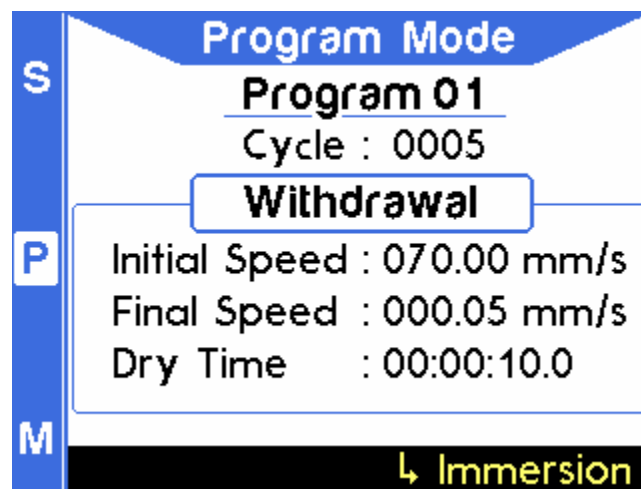 Program Mode
S
Program 01
Cycle : 0005
Withdrawal
P
Initial Speed : 070.00 mm/s
Final Speed : 000.05 mm/s
Dry Time : 00:00:10.0
M
↳ Immersion